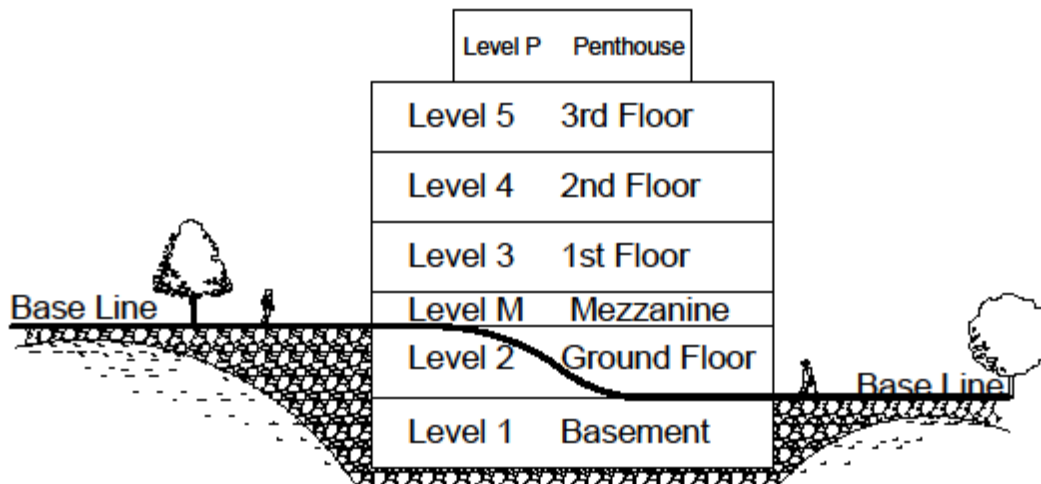 Level P Penthouse
Level 5 3rd Floor
Level 4 2nd Floor
Level 3 1st Floor
Base Line
Level M Mezzanine
Level 2 Ground Floor
Base Line
Level 1 Basement